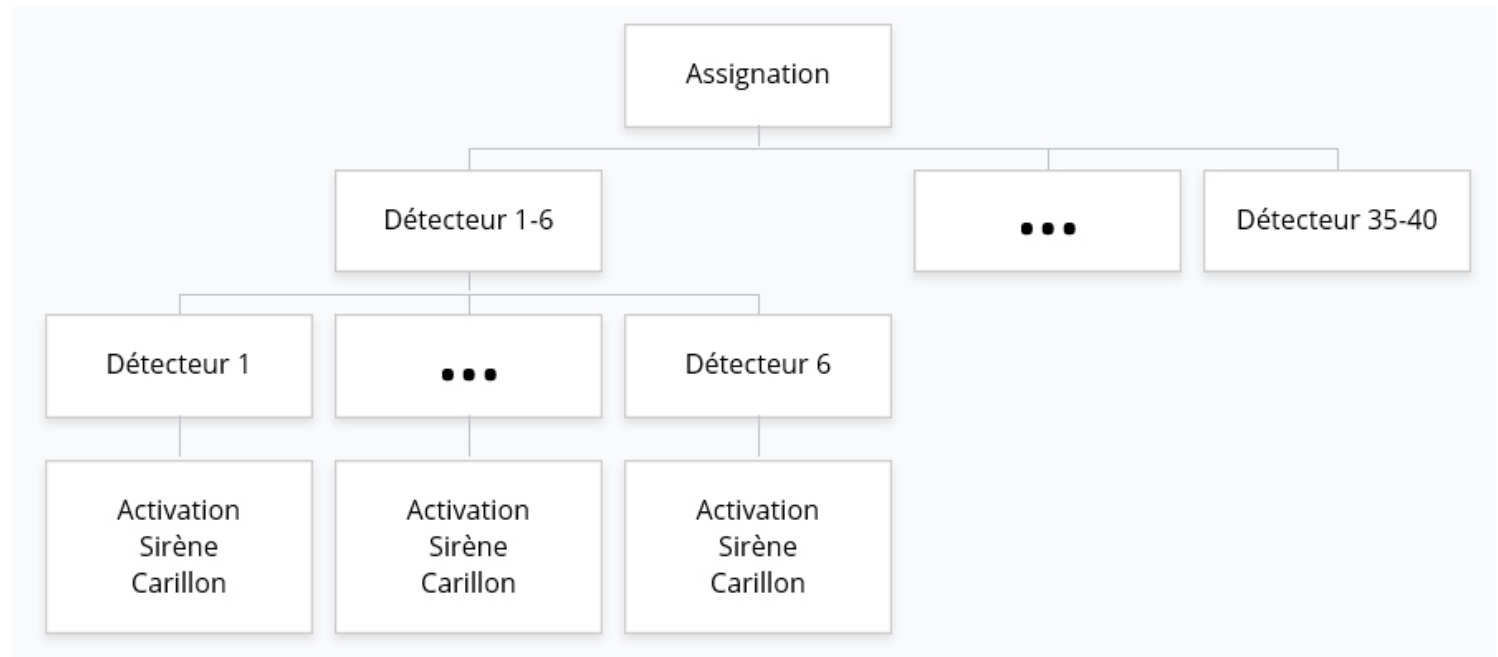 Assignation
Détecteur 1-6
...
Détecteur 35-40
Détecteur 1
...
Détecteur 6
Activation
Sirène
Carillon
Activation
Sirène
Carillon
Activation
Sirène
Carillon